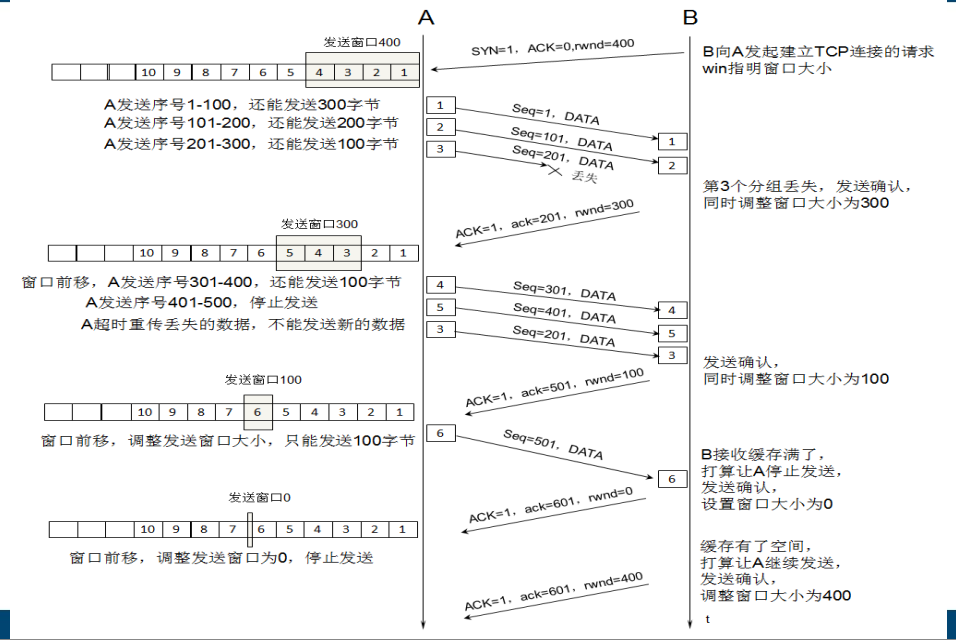 A
B
发送窗口400
SYN=1，ACK=0,rwnd=400
B向A发起建立TCP连接的请求
win指明窗口大小
10 9 8 7 6 5 4 3 2 1
A发送序号1-100，还能发送300字节
A发送序号101-200，还能发送200字节
A发送序号201-300，还能发送100字节
1
Seq=1，DATA
1
2
Seq=101，DATA
2
3
Seq=201，DATA
丢失
第3个分组丢失，发送确认，
同时调整窗口大小为300
ACK=1，ack=201，rwnd=300
发送窗口300
10 9 8 7 6 5 4 3 2 1
窗口前移，A发送序号301-400，还能发送100字节
A发送序号401-500，停止发送
A超时重传丢失的数据，不能发送新的数据
4
Seq=301，DATA
4
5
Seq=401，DATA
5
3
Seq=201，DATA
3
发送确认，
同时调整窗口大小为100
ACK=1，ack=501，rwnd=100
发送窗口100
10 9 8 7 6 5 4 3 2 1
窗口前移，调整发送窗口大小，只能发送100字节
6
Seq=501，DATA
6
B接收缓存满了，
打算让A停止发送，
发送确认，
设置窗口大小为0
ACK=1，ack=601，rwnd=0
发送窗口0
10 9 8 7 6 5 4 3 2 1
窗口前移，调整发送窗口为0，停止发送
缓存有了空间，
打算让A继续发送，
发送确认，
调整窗口大小为400
ACK=1，ack=601，rwnd=400
t